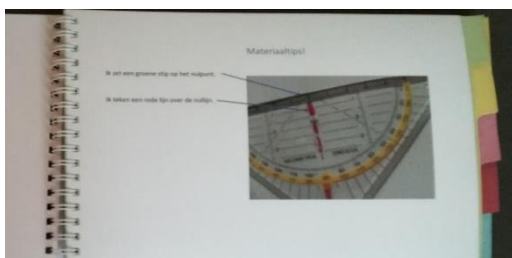 Materiaaltips!
Ik zet een groene stip op het nulpunt.
Ik teken een rode lijn over de nullijn.